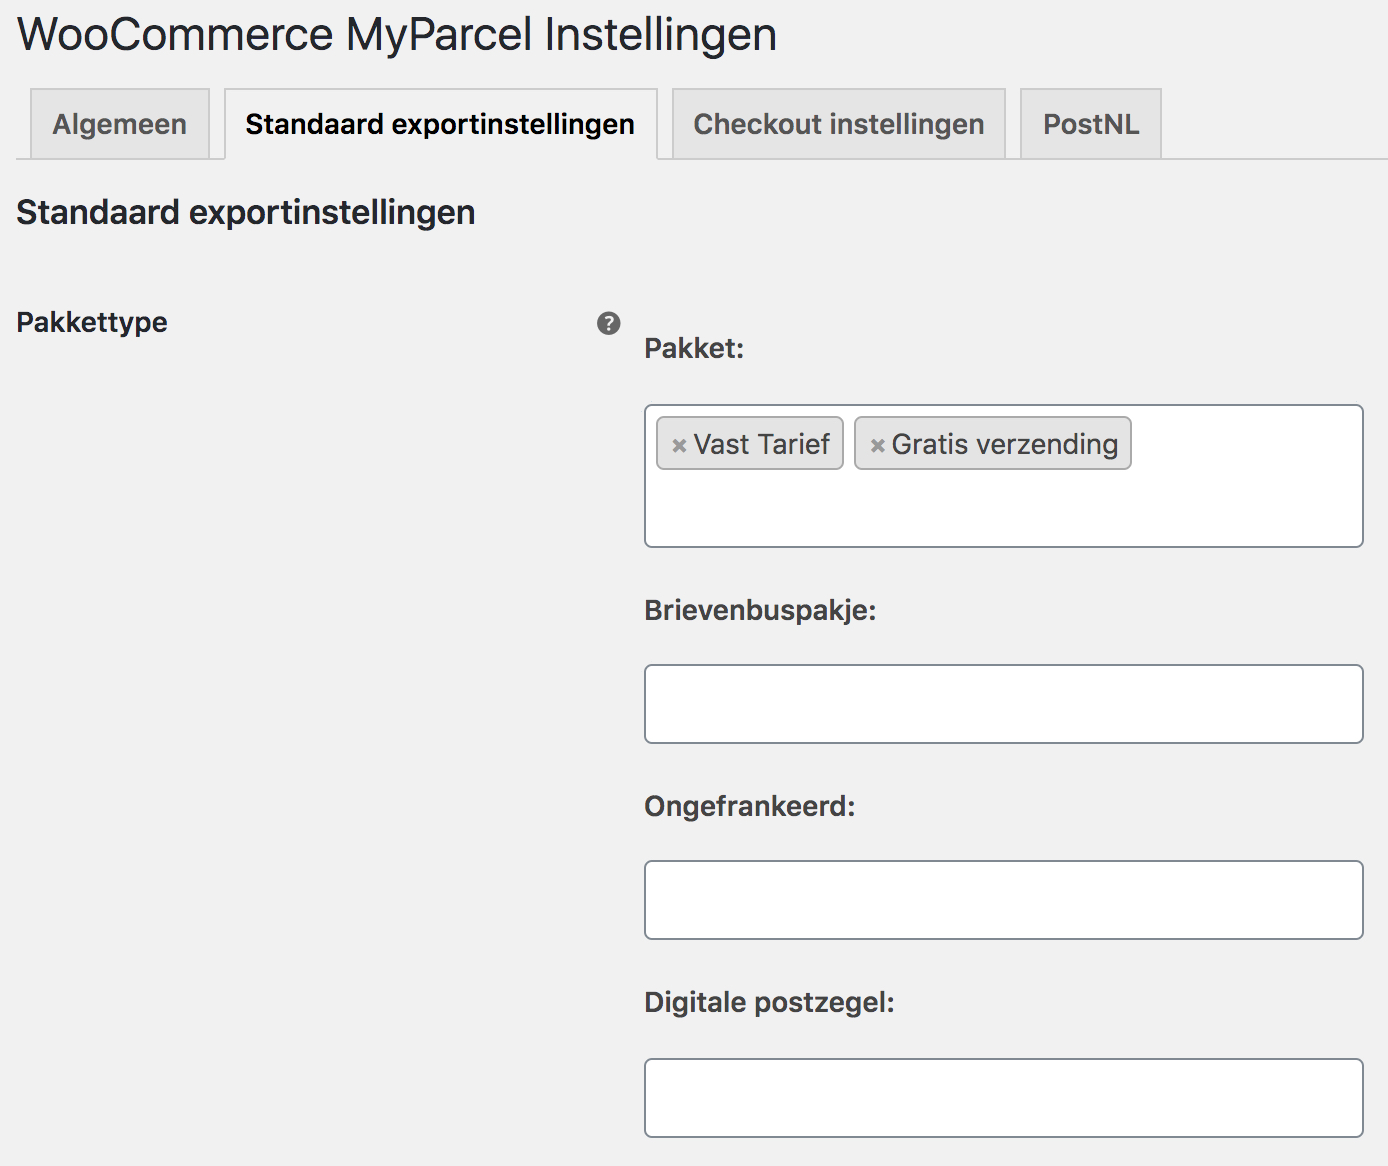 WooCommerce MyParcel Instellingen
Algemeen Standaard exportinstellingen Checkout instellingen PostNL
Standaard exportinstellingen
Pakkettype ?
Pakket:
× Vast Tarief × Gratis verzending
Brievenbuspakje:
Ongefrankeerd:
Digitale postzegel: